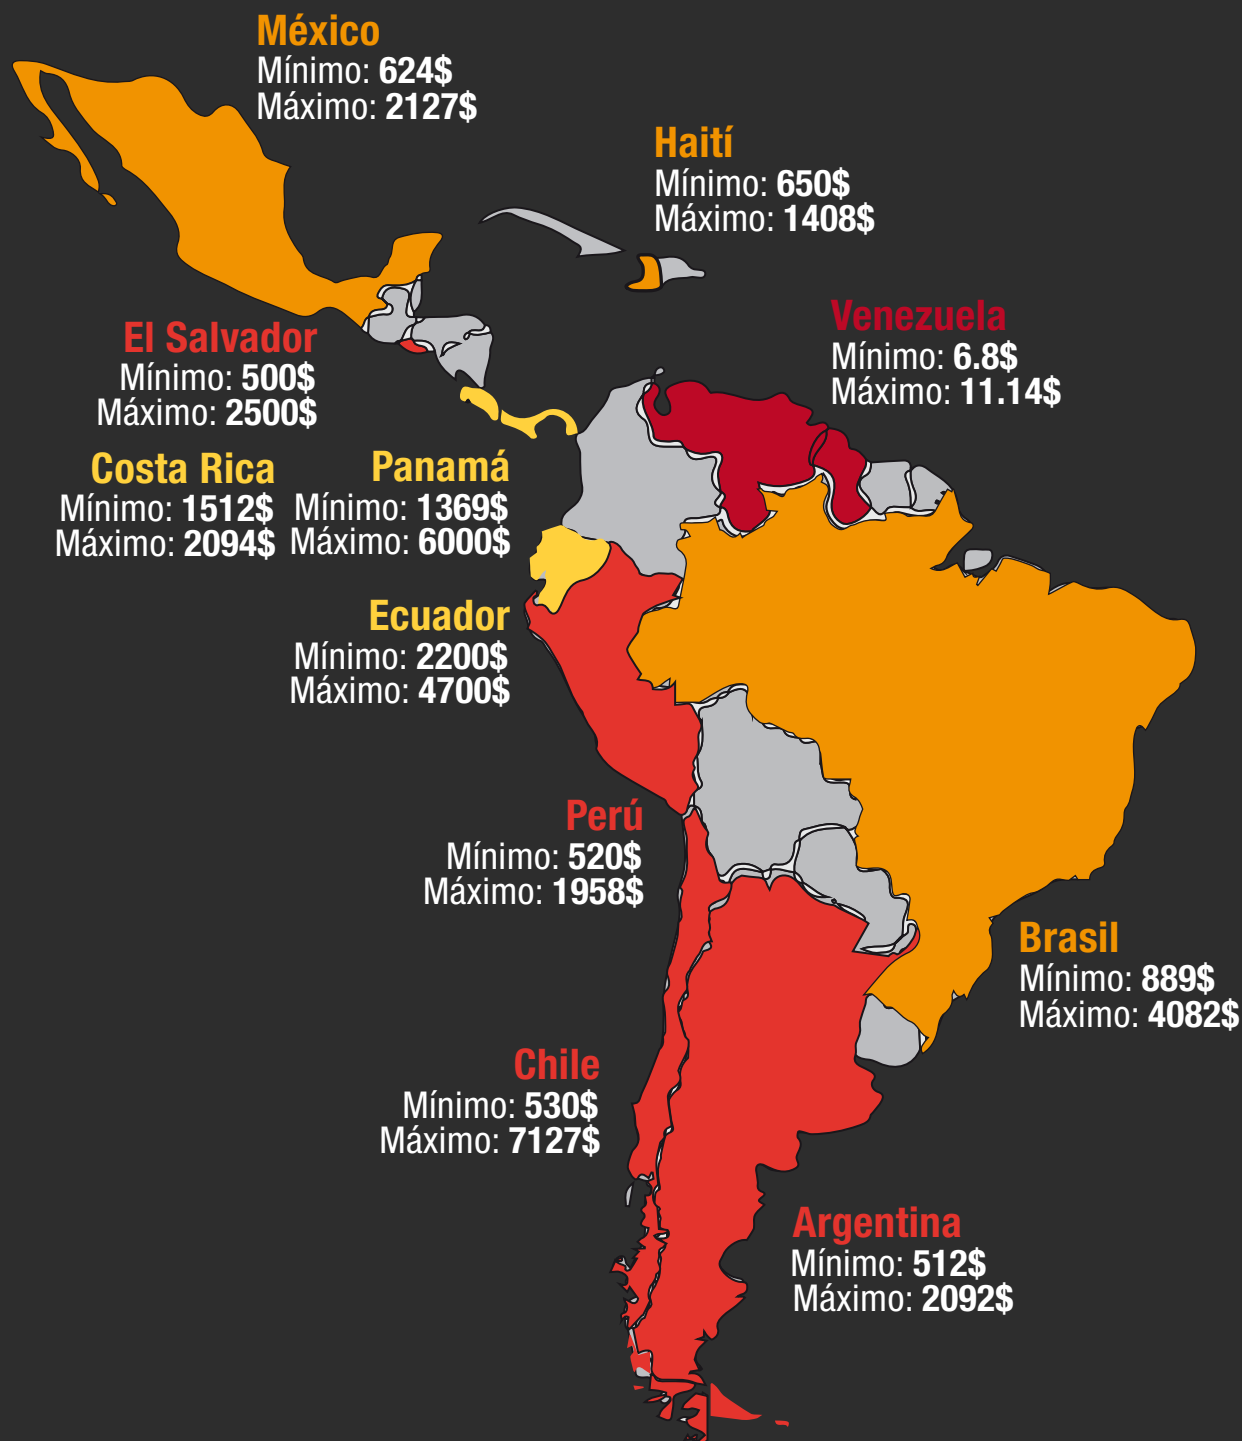 México
Mínimo: 624$
Máximo: 2127$
Haití
Mínimo: 650$
Máximo: 1408$
Venezuela
Mínimo: 6.8$
Máximo: 11.14$
El Salvador
Mínimo: 500$
Máximo: 2500$
Costa Rica
Mínimo: 1512$
Máximo: 2094$
Panamá
Mínimo: 1369$
Máximo: 6000$
Ecuador
Mínimo: 2200$
Máximo: 4700$
Perú
Mínimo: 520$
Máximo: 1958$
Brasil
Mínimo: 889$
Máximo: 4082$
Chile
Mínimo: 530$
Máximo: 7127$
Argentina
Mínimo: 512$
Máximo: 2092$